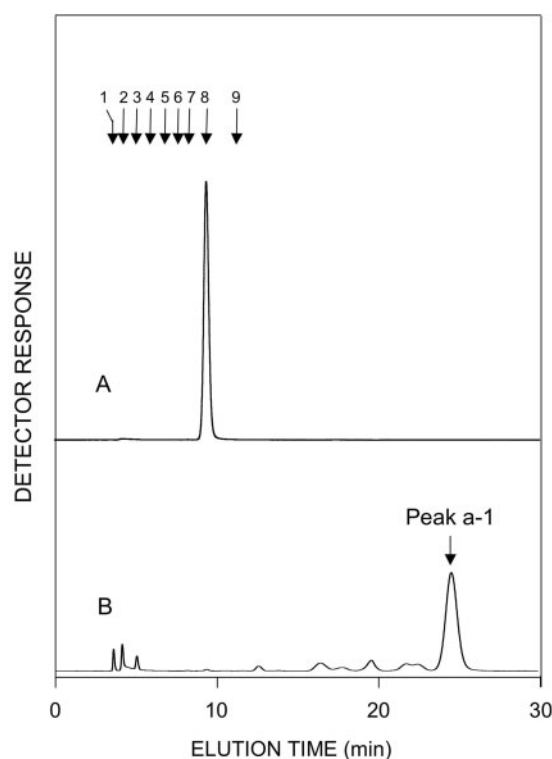 1 2 3 4 5 6 7 8 9
DETECTOR RESPONSE
A
Peak a-1
B
0 10 20 30
ELUTION TIME (min)